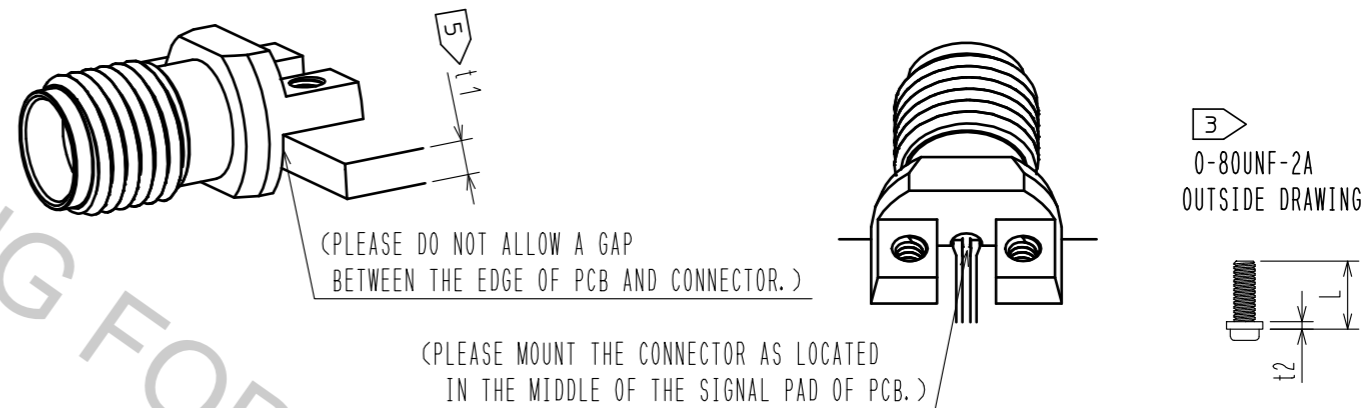 5
t1
3
0-80UNF-2A
OUTSIDE DRAWING
(PLEASE DO NOT ALLOW A GAP
BETWEEN THE EDGE OF PCB AND CONNECTOR.)
L
t2
(PLEASE MOUNT THE CONNECTOR AS LOCATED
IN THE MIDDLE OF THE SIGNAL PAD OF PCB.)
G FOR